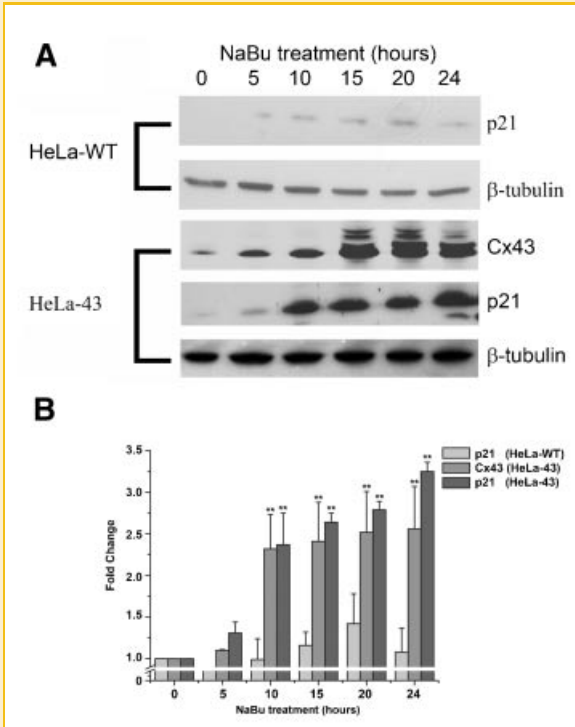 A
NaBu treatment (hours)
0 5 10 15 20 24
HeLa-WT
p21
β-tubulin
HeLa-43
Cx43
p21
β-tubulin
B
Fold Change
3.5
3.0
2.5
2.0
1.5
1.0
0
** ** ** ** ** ** ** **
p21 (HeLa-WT)
Cx43 (HeLa-43)
p21 (HeLa-43)
0 5 10 15 20 24
NaBu treatment (hours)